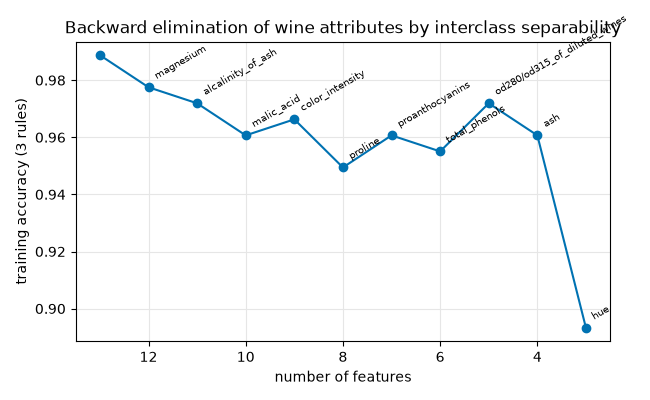 Backward elimination of wine attributes by interclass separability
training accuracy (3 rules)
0.98
0.96
0.94
0.92
0.90
magnesium
alcalinity_of_ash
malic_acid
color_intensity
proline
proanthocyanins
total_phenols
od280/od315_of_diluted_wines
ash
hue
12
10
8
6
4
number of features